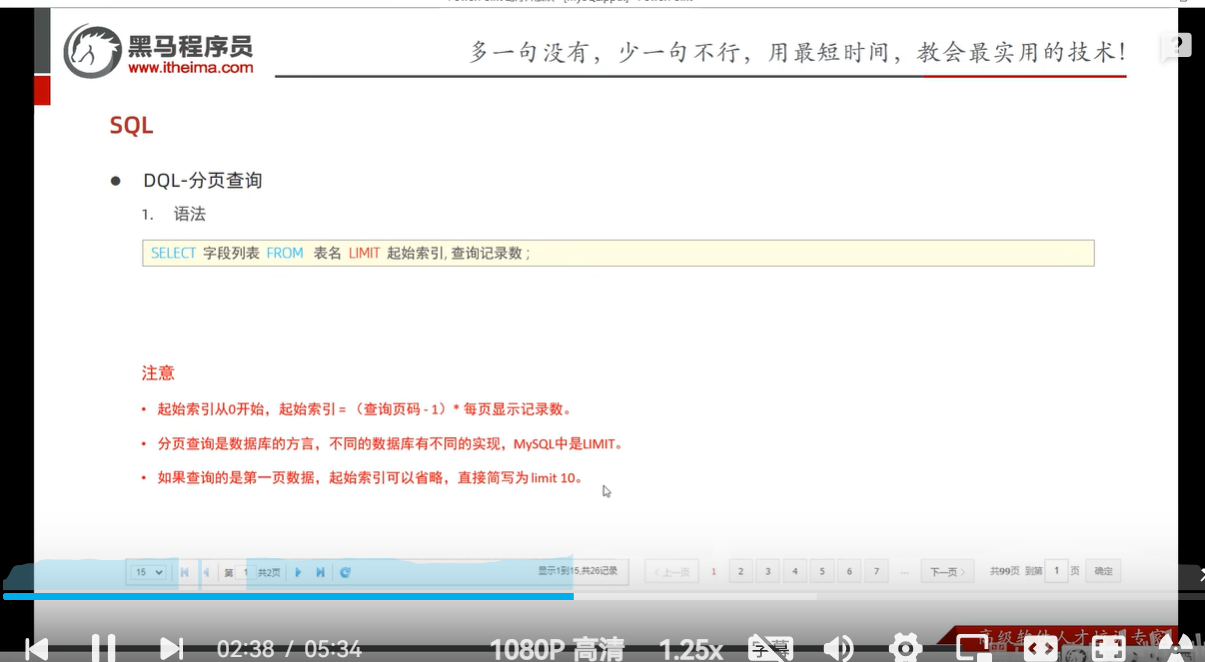 黑马程序员
www.itheima.com
多一句没有，少一句不行，用最短时间，教会最实用的技术！
?
SQL
● DQL-分页查询
1. 语法
SELECT 字段列表 FROM 表名 LIMIT 起始索引, 查询记录数 ;
注意
• 起始索引从0开始，起始索引 = （查询页码 - 1）* 每页显示记录数。
• 分页查询是数据库的方言，不同的数据库有不同的实现，MySQL中是LIMIT。
• 如果查询的是第一页数据，起始索引可以省略，直接简写为 limit 10。
15 第 1 共2页 显示1到15,共26记录 < 上一页 1 2 3 4 5 6 7 ... 下一页 > 共99页 到第 1 页 确定
高级软件人才培训专家
02:38 / 05:34 1080P 高清 1.25x 字幕